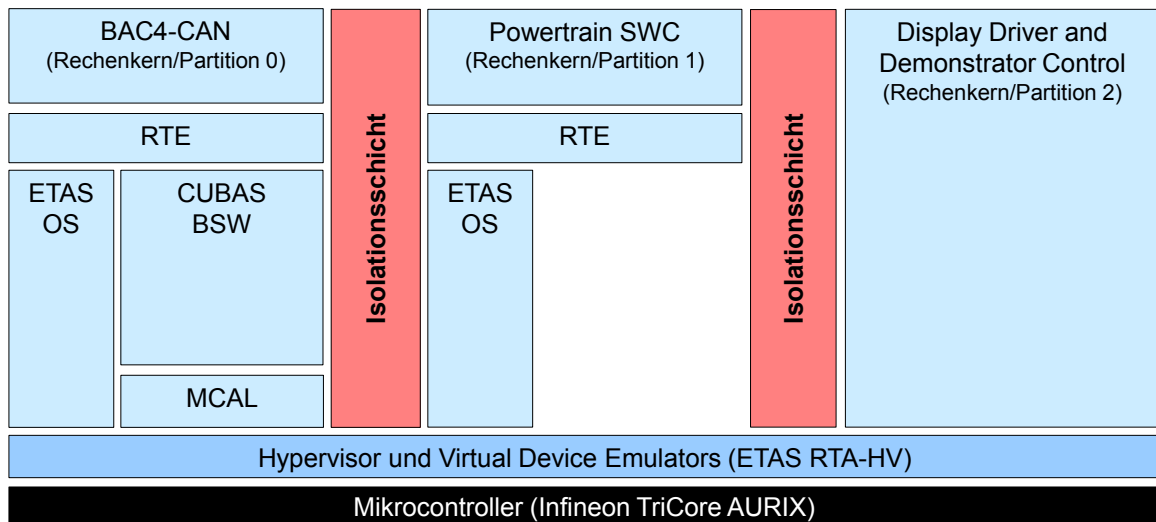 BAC4-CAN
(Rechenkern/Partition 0)
RTE
ETAS
OS
CUBAS
BSW
MCAL
Isolationsschicht
Powertrain SWC
(Rechenkern/Partition 1)
RTE
ETAS
OS
Isolationsschicht
Display Driver and
Demonstrator Control
(Rechenkern/Partition 2)
Hypervisor und Virtual Device Emulators (ETAS RTA-HV)
Mikrocontroller (Infineon TriCore AURIX)